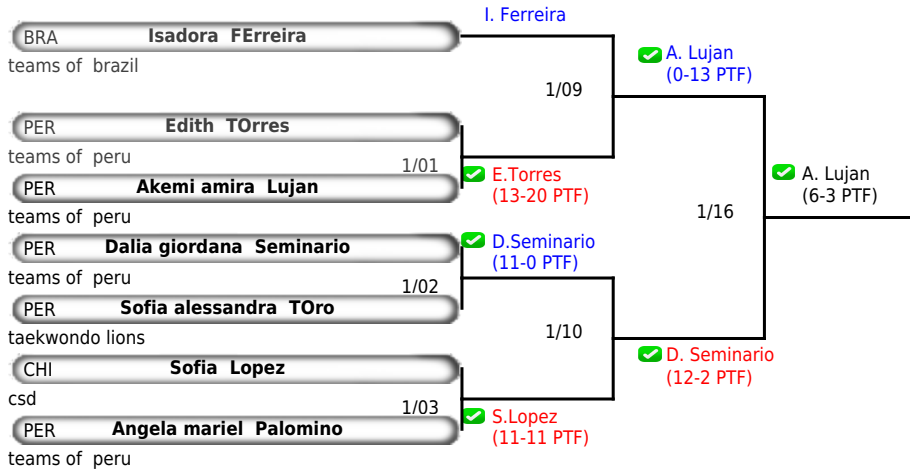 I. Ferreira
BRA Isadora FErreira
teams of brazil
A. Lujan
(0-13 PTF)
1/09
PER Edith TOrres
teams of peru
1/01
E.Torres
(13-20 PTF)
PER Akemi amira Lujan
teams of peru
A. Lujan
(6-3 PTF)
1/16
PER Dalia giordana Seminario
teams of peru
D.Seminario
(11-0 PTF)
1/02
PER Sofia alessandra TOro
taekwondo lions
1/10
D. Seminario
(12-2 PTF)
CHI Sofia Lopez
csd
1/03
S.Lopez
(11-11 PTF)
PER Angela mariel Palomino
teams of peru